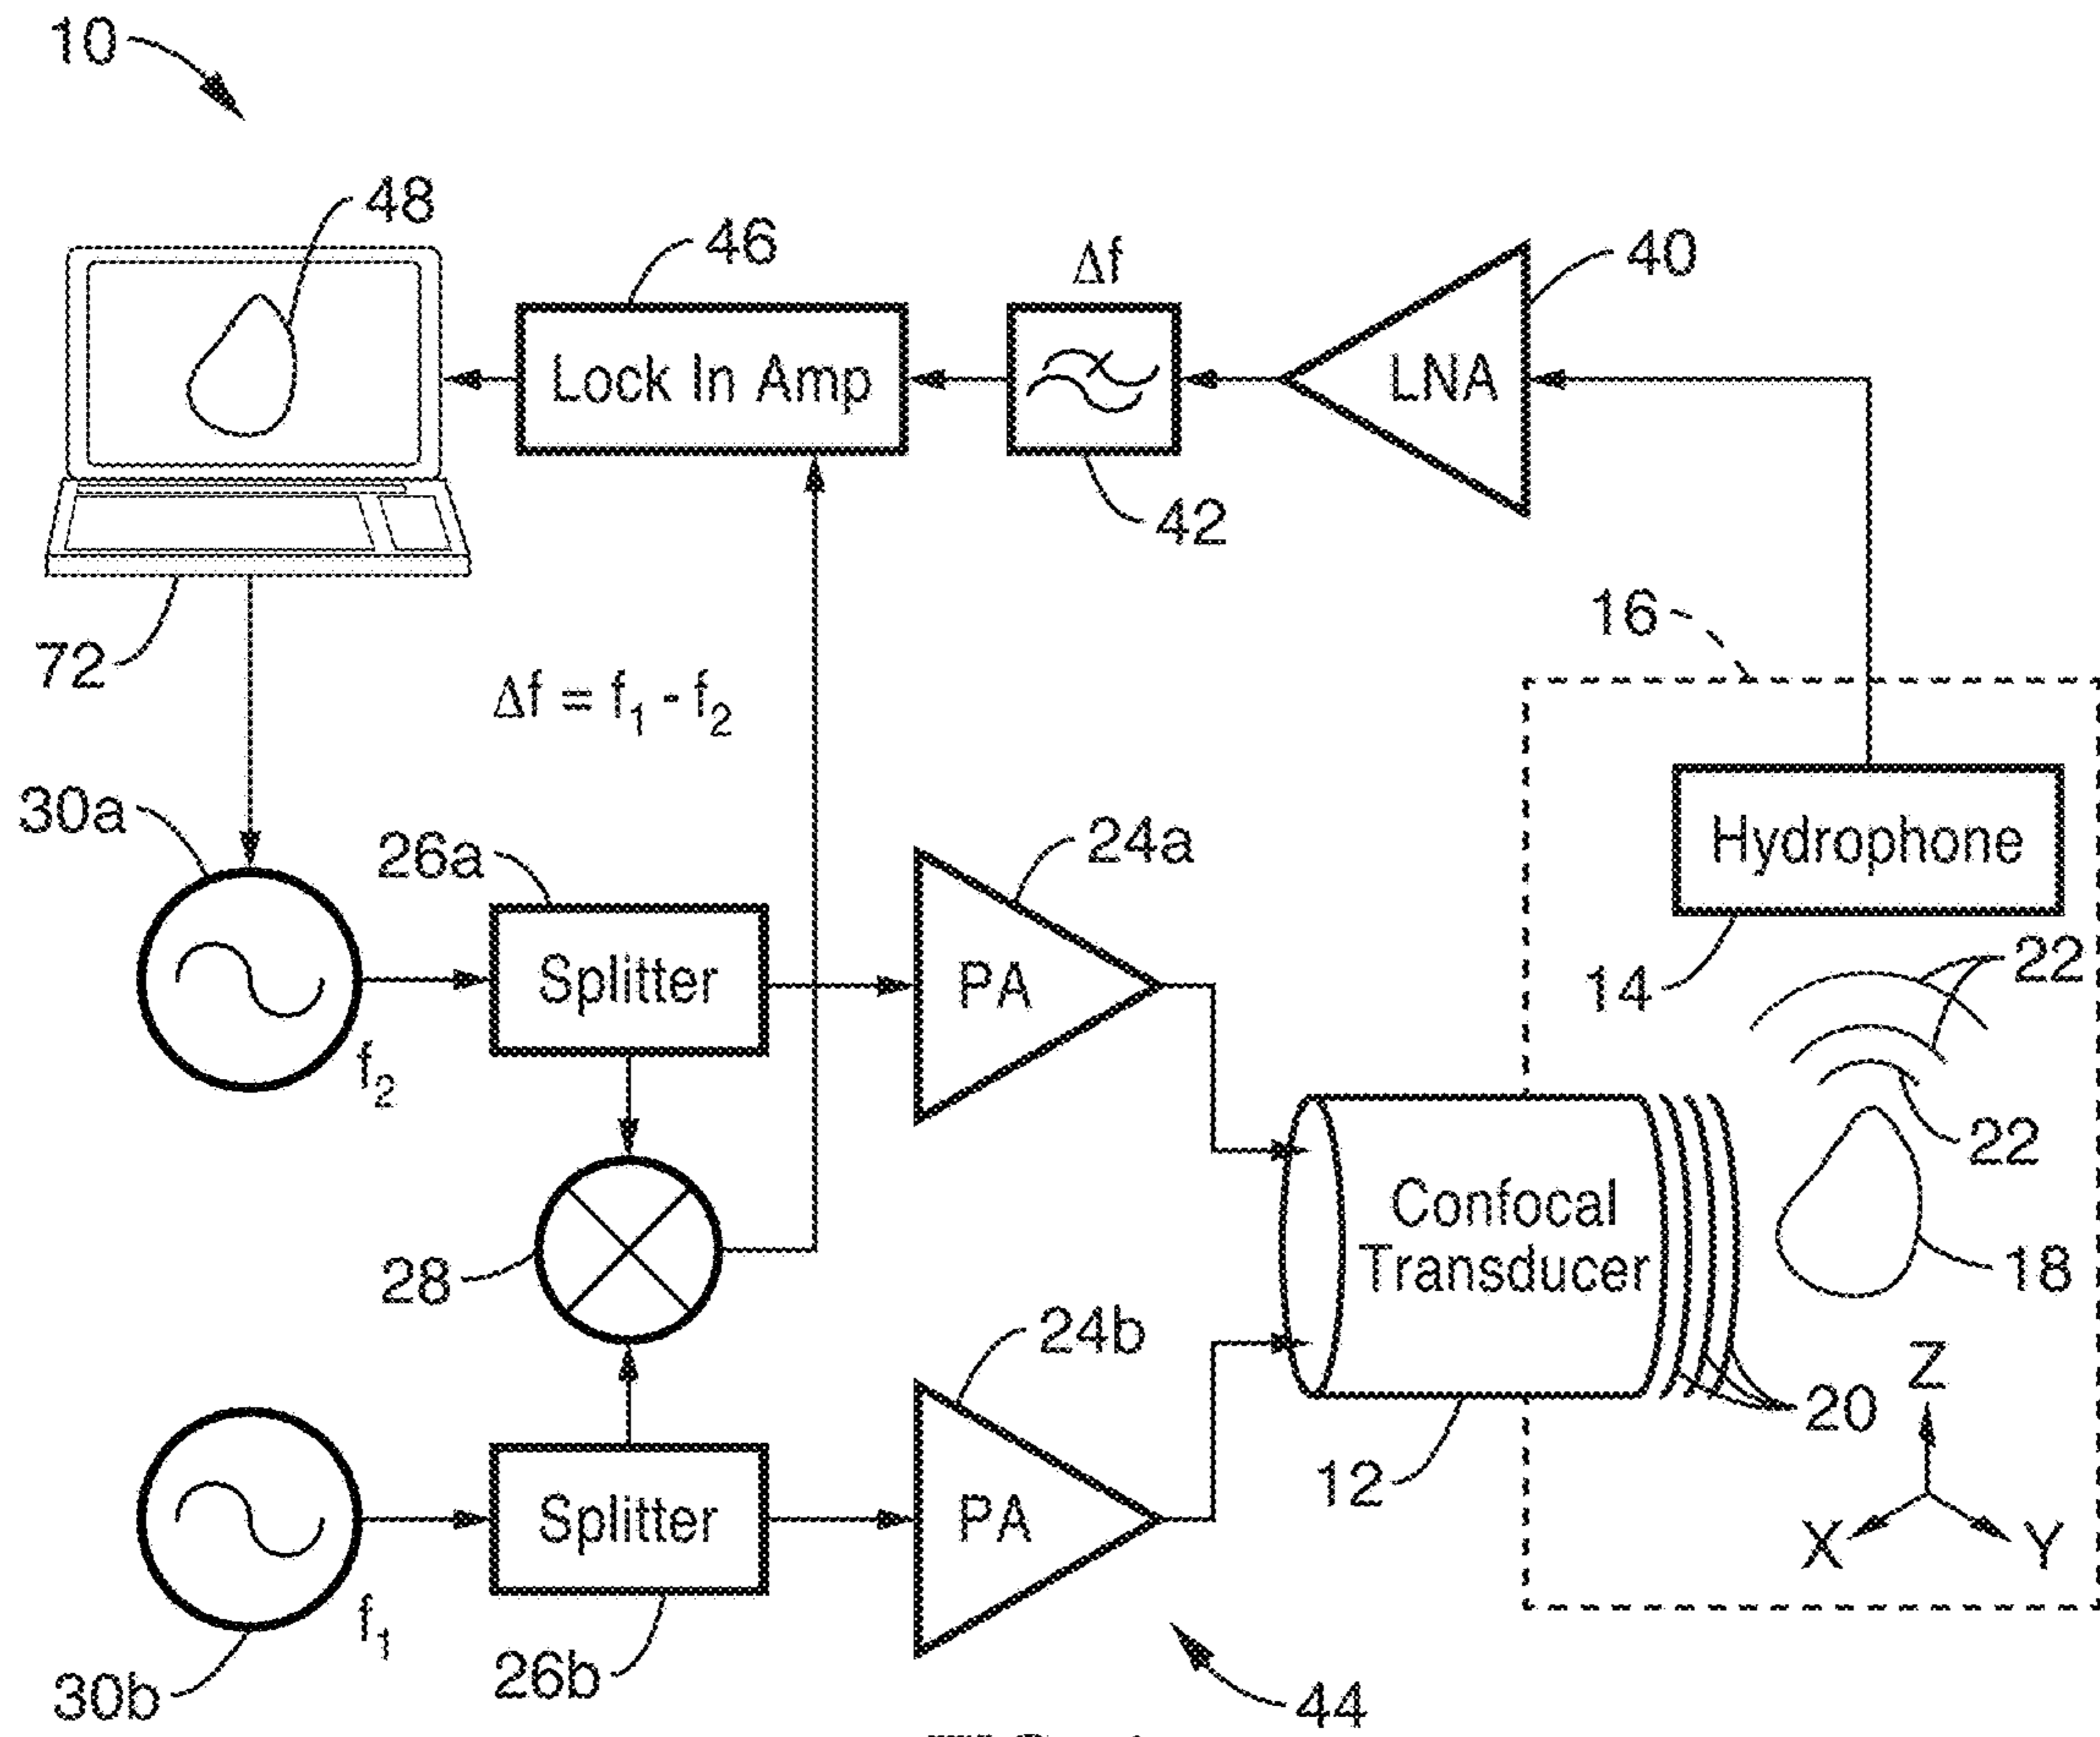 10
48
46
Δf
40
Lock In Amp
LNA
42
72
16
Δf = f1 - f2
30a
26a
24a
Hydrophone
Splitter
PA
14
22
f2
22
Confocal
Transducer
28
18
24b
Z
20
12
Splitter
PA
X
Y
f1
26b
30b
44